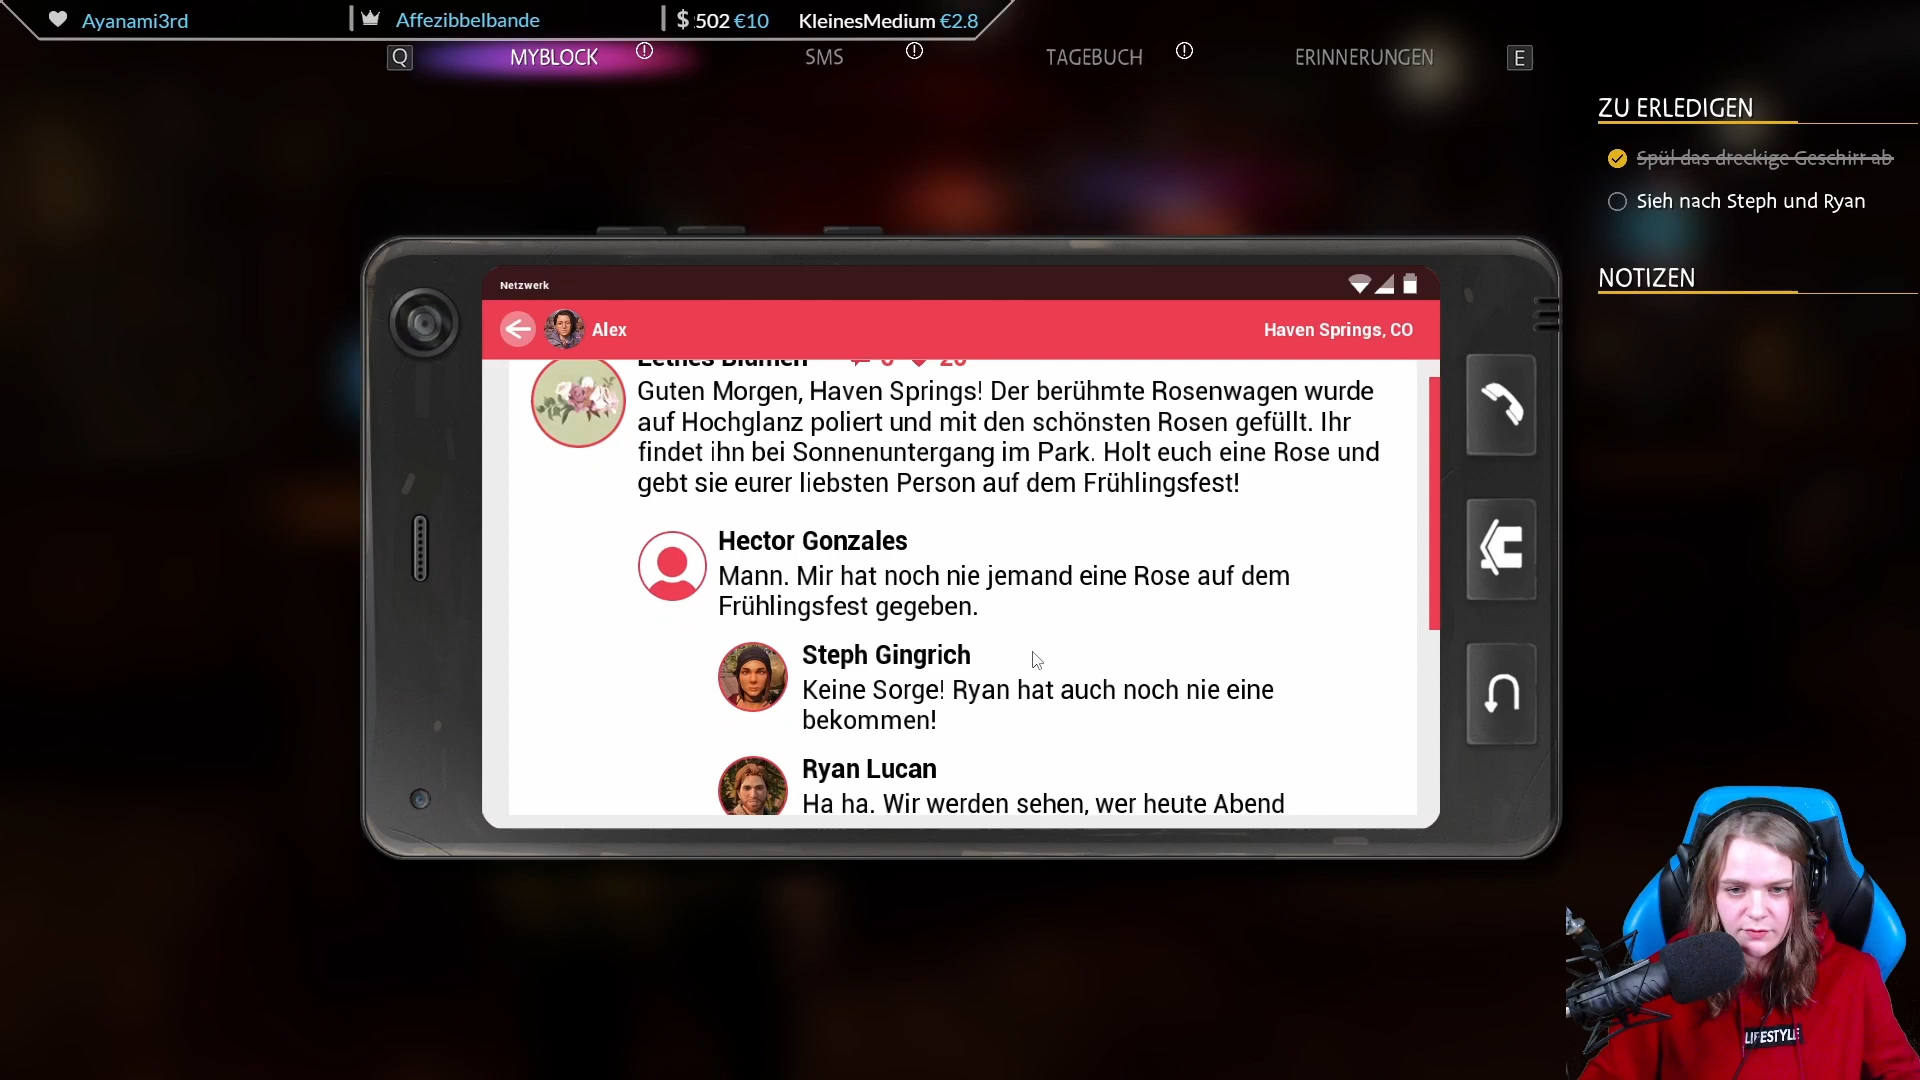 Ayanami3rd
Affezibbelbande
$ 502 €10 KleinesMedium €2.8
Q MYBLOCK SMS TAGEBUCH ERINNERUNGEN E
ZU ERLEDIGEN
Spül das dreckige Geschirr ab
Sieh nach Steph und Ryan
NOTIZEN
Netzwerk
Alex
Haven Springs, CO
Guten Morgen, Haven Springs! Der berühmte Rosenwagen wurde
auf Hochglanz poliert und mit den schönsten Rosen gefüllt. Ihr
findet ihn bei Sonnenuntergang im Park. Holt euch eine Rose und
gebt sie eurer liebsten Person auf dem Frühlingsfest!
Hector Gonzales
Mann. Mir hat noch nie jemand eine Rose auf dem
Frühlingsfest gegeben.
Steph Gingrich
Keine Sorge! Ryan hat auch noch nie eine
bekommen!
Ryan Lucan
Ha ha. Wir werden sehen, wer heute Abend
LIFESTYLE